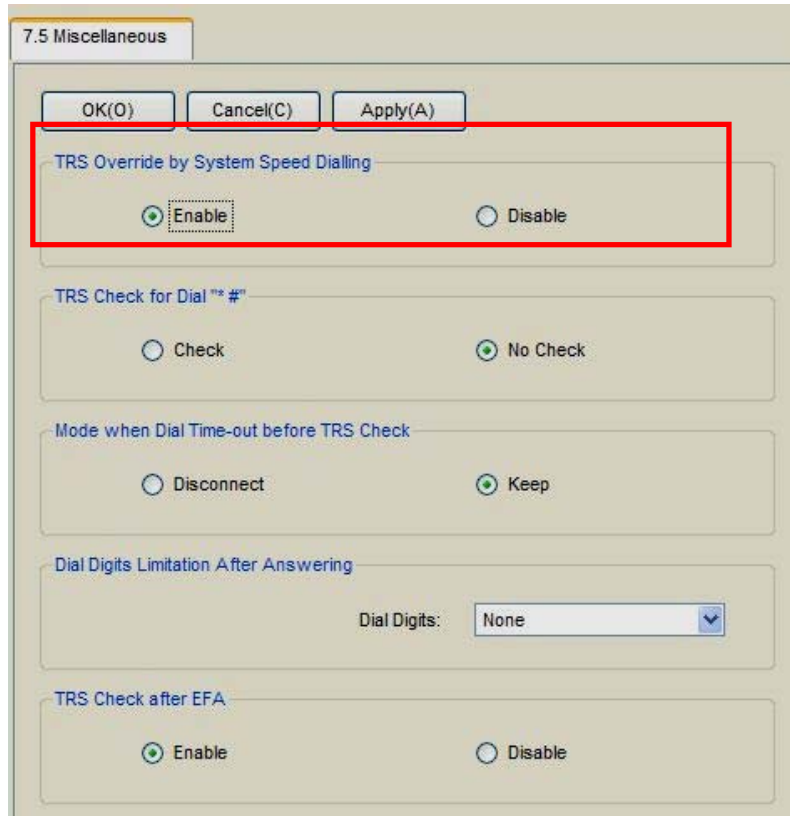 7.5 Miscellaneous
OK(O) Cancel(C) Apply(A)
TRS Override by System Speed Dialling
Enable Disable
TRS Check for Dial "* #"
Check No Check
Mode when Dial Time-out before TRS Check
Disconnect Keep
Dial Digits Limitation After Answering
Dial Digits: None
TRS Check after EFA
Enable Disable